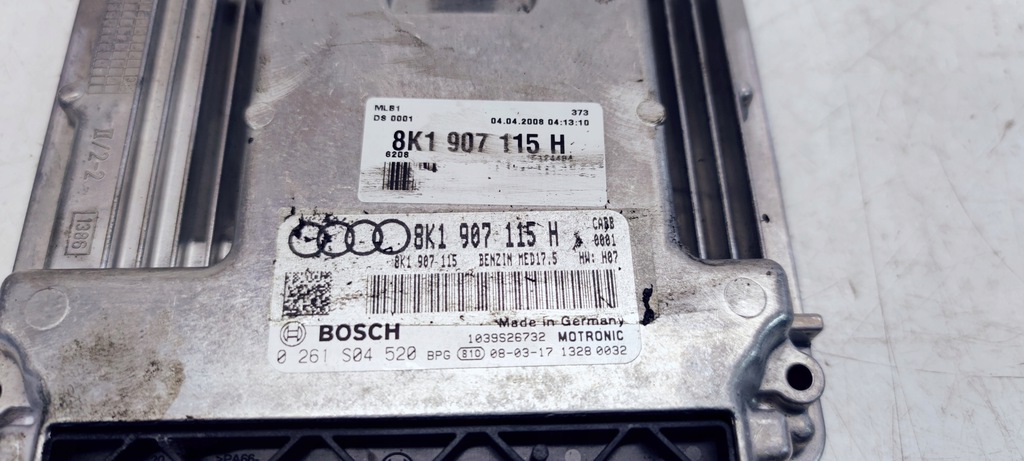 MLB1 373
DS 0001 04.04.2008 04:13:10
8K1 907 115 H
6208
8K1 907 115 H CABB
0001
8K1 907 115 BENZIN MED17.5 HW: H07
Made in Germany
BOSCH 1039S26732 MOTRONIC
0 261 S04 520 BPG 810 08-03-17 1328 0032
1386